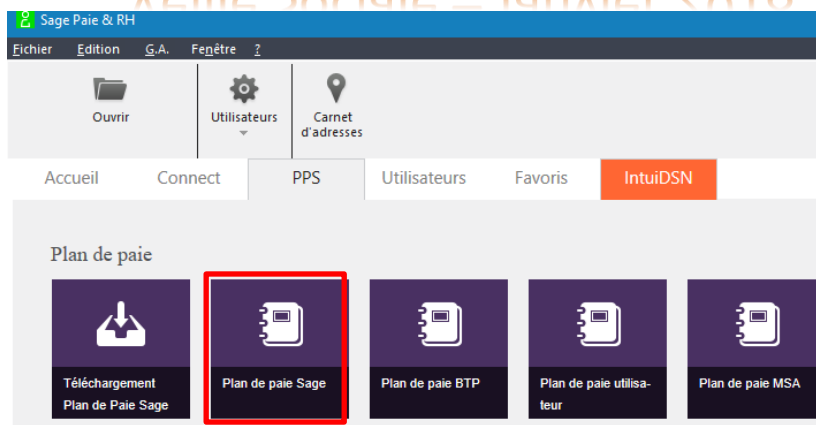 Sage Paie & RH
Fichier Edition G.A. Fenêtre ?
Ouvrir Utilisateurs Carnet
d'adresses
Accueil Connect PPS Utilisateurs Favoris IntuiDSN
Plan de paie
Téléchargement
Plan de Paie Sage
Plan de paie Sage
Plan de paie BTP
Plan de paie utilisa-
teur
Plan de paie MSA